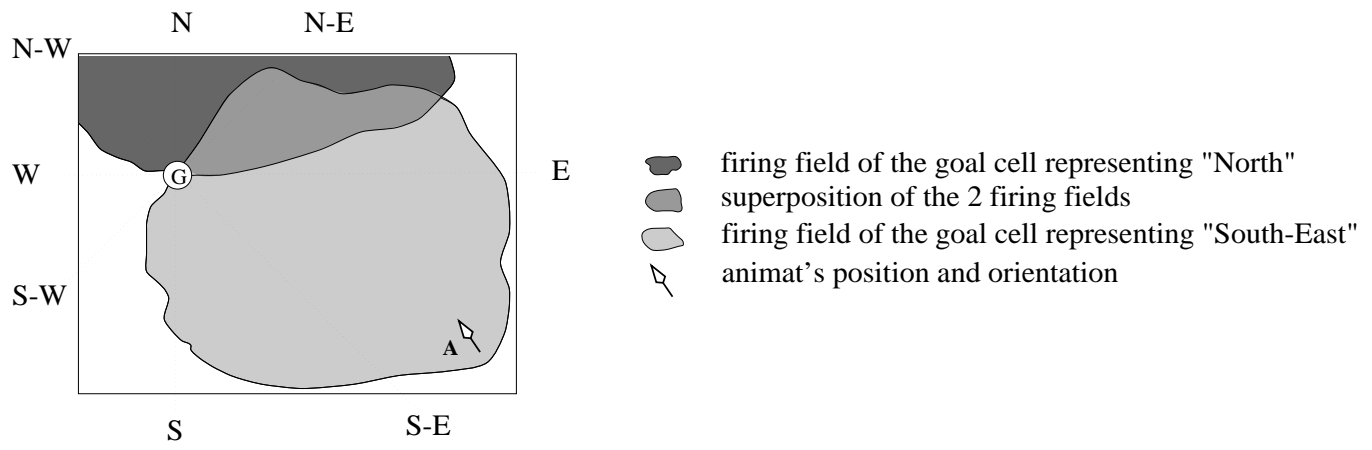 N
N-E
N-W
G
W
E
firing field of the goal cell representing "North"
superposition of the 2 firing fields
firing field of the goal cell representing "South-East"
animat's position and orientation
S-W
A
S
S-E